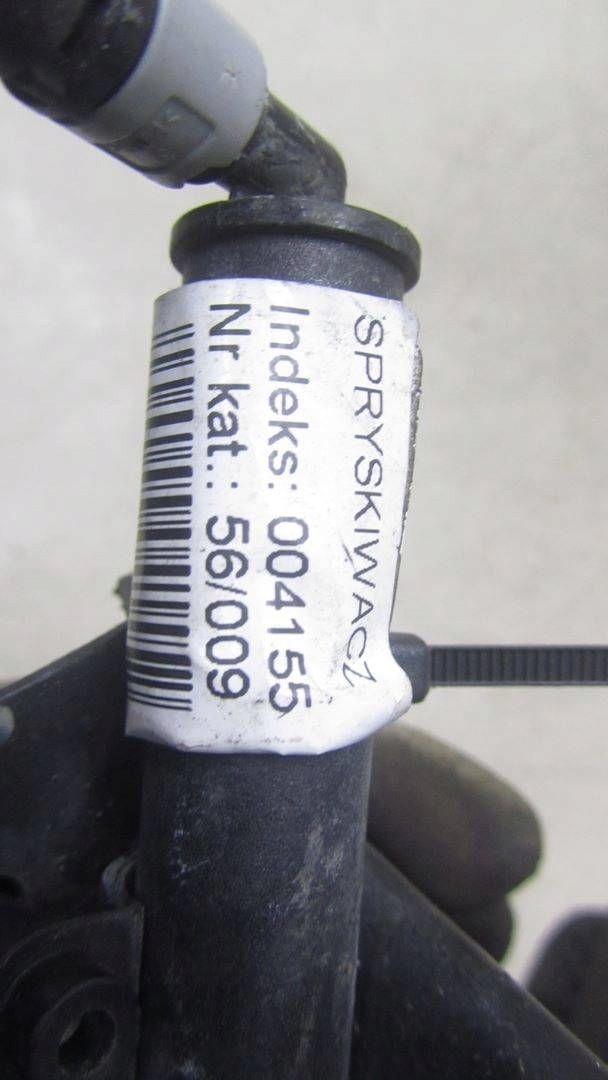 SPRYSKIWACZ
Indeks: 004155
Nr kat.: 56/009